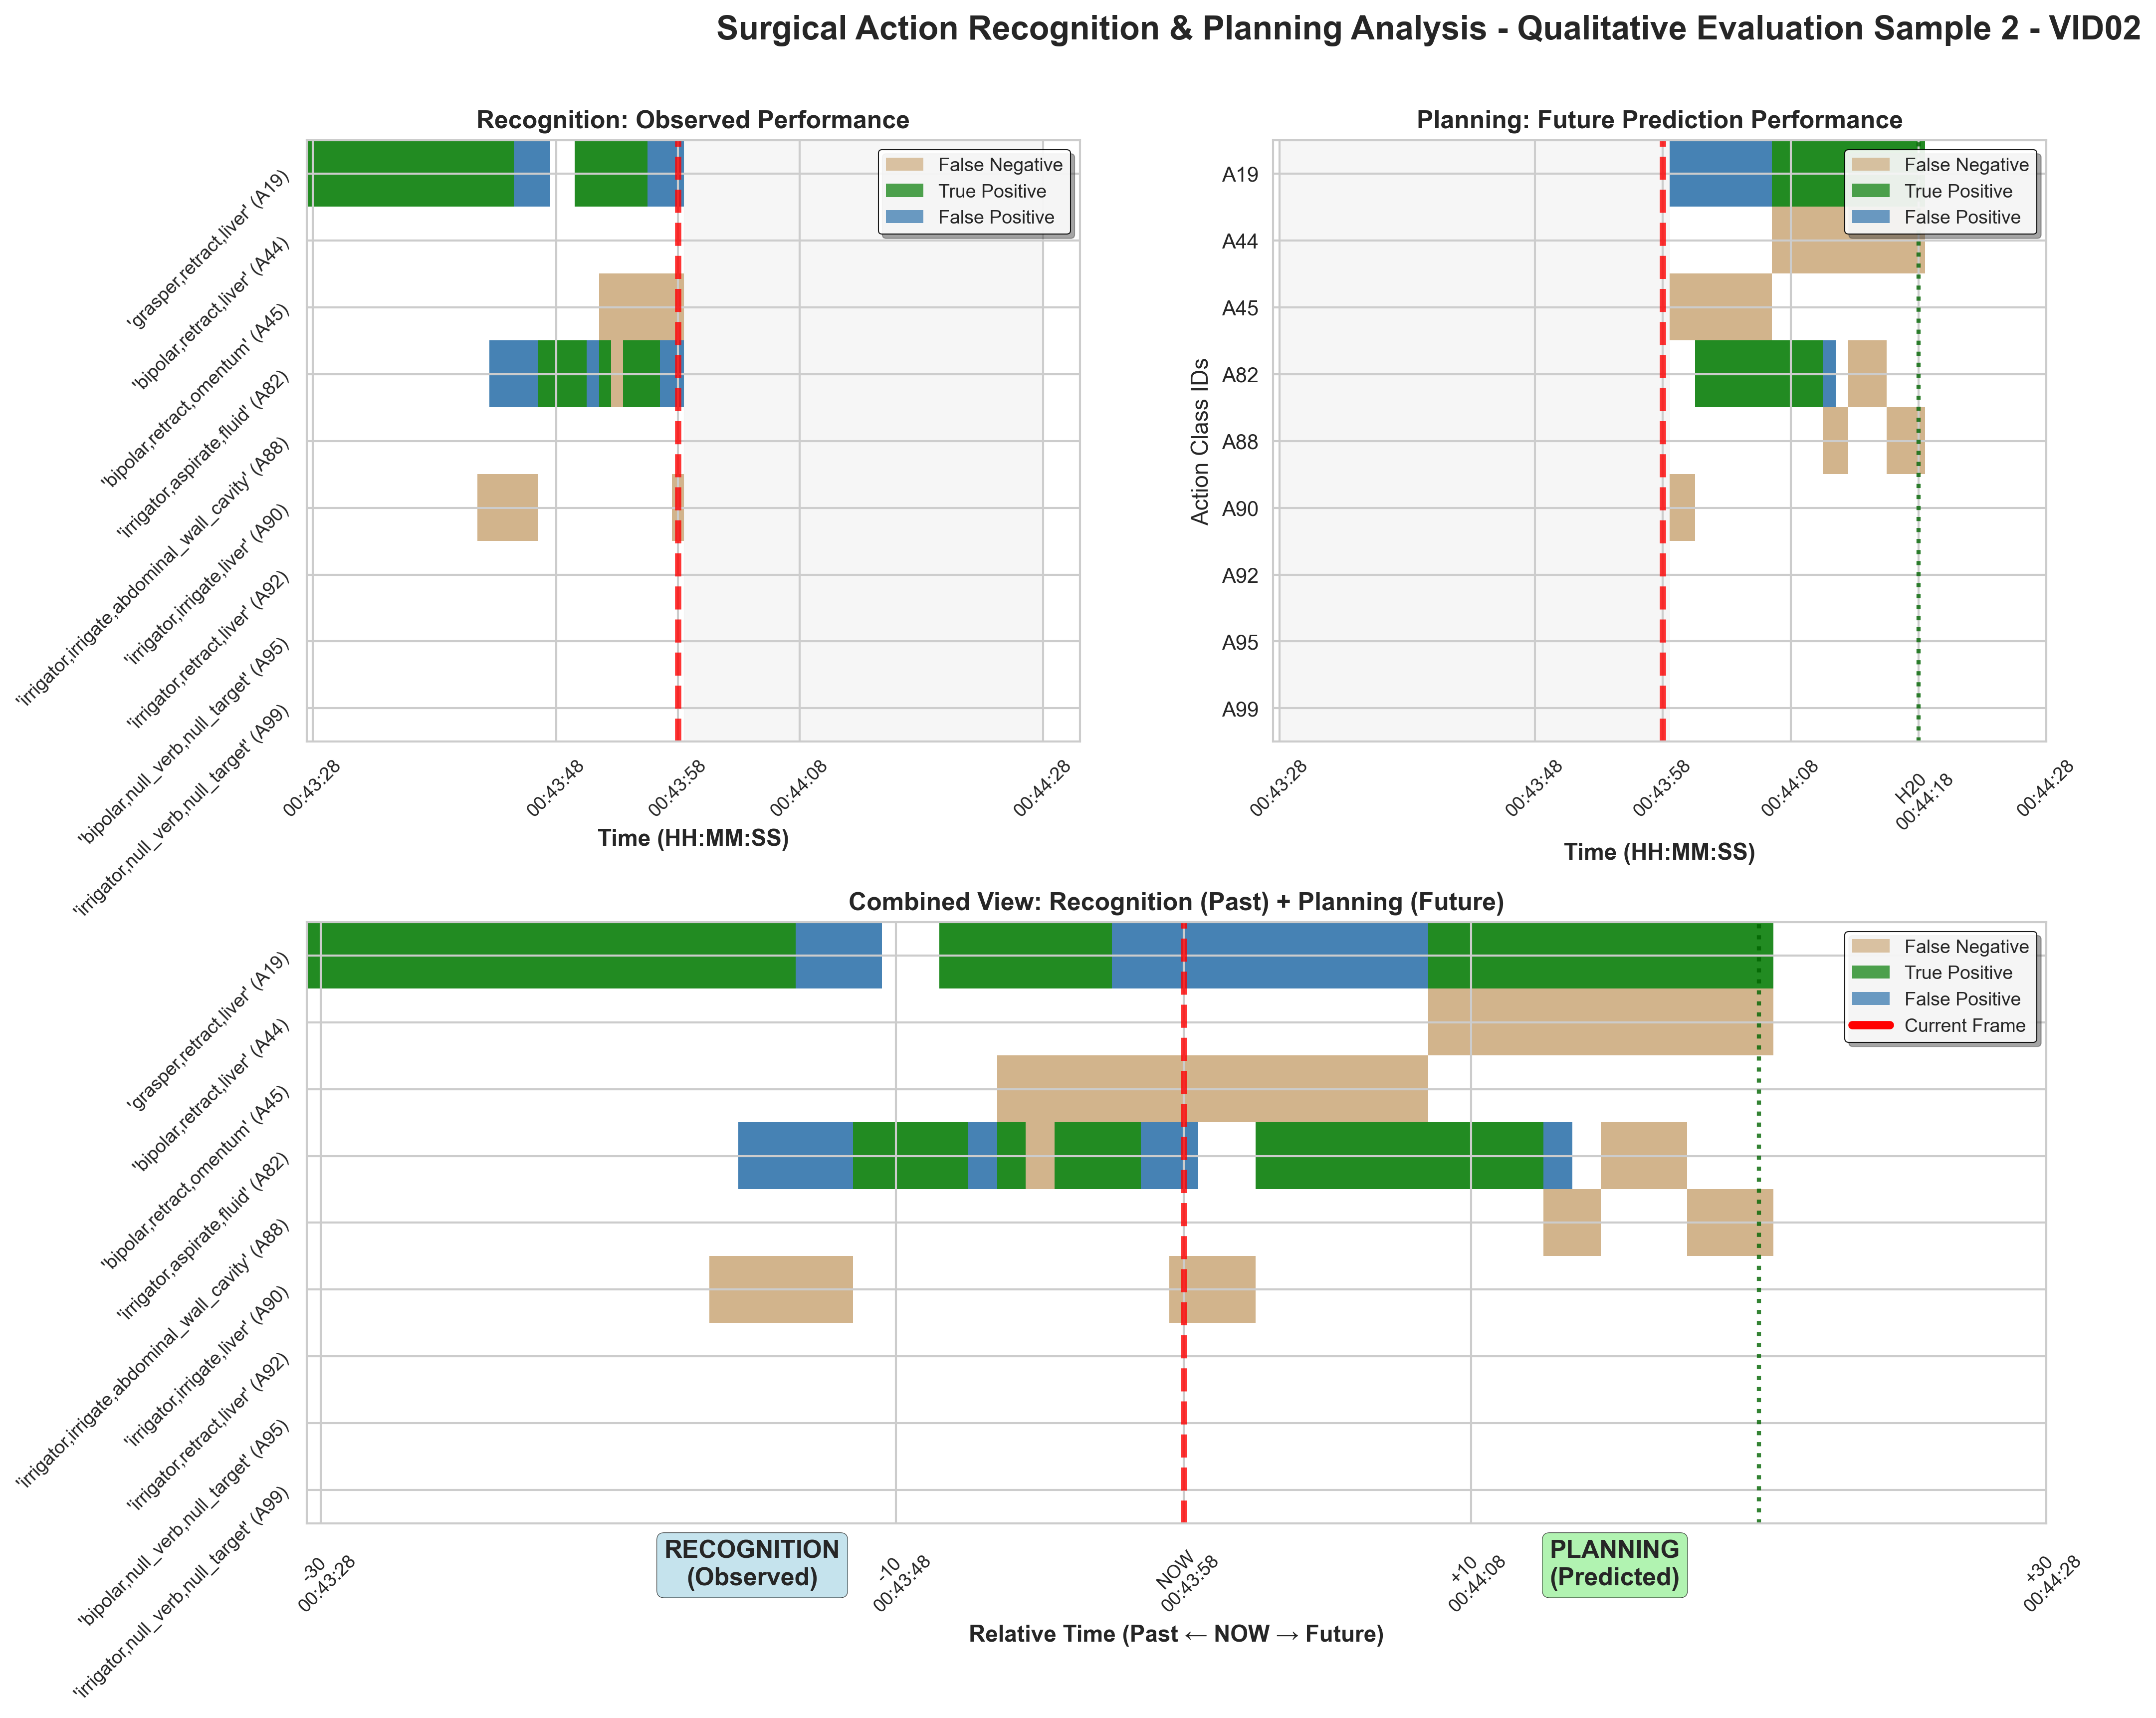 Surgical Action Recognition & Planning Analysis - Qualitative Evaluation Sample 2 - VID02
Recognition: Observed Performance
False Negative
True Positive
False Positive
'grasper,retract,liver' (A19)
'bipolar,retract,liver' (A44)
'bipolar,retract,omentum' (A45)
'irrigator,aspirate,fluid' (A82)
'irrigator,irrigate,abdominal_wall_cavity' (A88)
'irrigator,irrigate,liver' (A90)
'irrigator,retract,liver' (A92)
'bipolar,null_verb,null_target' (A95)
'irrigator,null_verb,null_target' (A99)
00:43:28
00:43:48
00:43:58
00:44:08
00:44:28
Time (HH:MM:SS)
Planning: Future Prediction Performance
False Negative
True Positive
False Positive
Action Class IDs
A19
A44
A45
A82
A88
A90
A92
A95
A99
00:43:28
00:43:48
00:43:58
00:44:08
H20
00:44:18
00:44:28
Time (HH:MM:SS)
Combined View: Recognition (Past) + Planning (Future)
False Negative
True Positive
False Positive
Current Frame
'grasper,retract,liver' (A19)
'bipolar,retract,liver' (A44)
'bipolar,retract,omentum' (A45)
'irrigator,aspirate,fluid' (A82)
'irrigator,irrigate,abdominal_wall_cavity' (A88)
'irrigator,irrigate,liver' (A90)
'irrigator,retract,liver' (A92)
'bipolar,null_verb,null_target' (A95)
'irrigator,null_verb,null_target' (A99)
-30
00:43:28
RECOGNITION
(Observed)
-10
00:43:48
NOW
00:43:58
+10
00:44:08
PLANNING
(Predicted)
+30
00:44:28
Relative Time (Past ← NOW → Future)